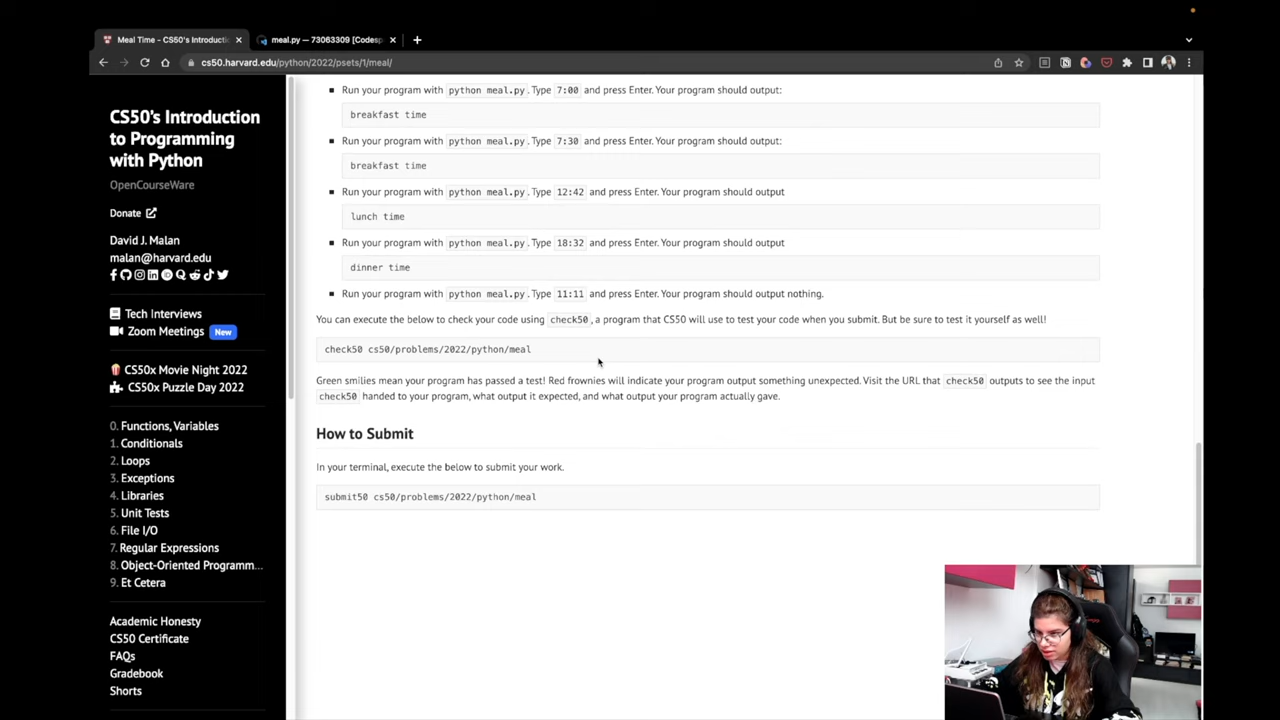 Meal Time - CS50's Introducti
meal.py — 73063309 [Codesp
cs50.harvard.edu/python/2022/psets/1/meal/
CS50's Introduction
to Programming
with Python
OpenCourseWare
Donate
David J. Malan
malan@harvard.edu
Tech Interviews
Zoom Meetings New
CS50x Movie Night 2022
CS50x Puzzle Day 2022
0. Functions, Variables
1. Conditionals
2. Loops
3. Exceptions
4. Libraries
5. Unit Tests
6. File I/O
7. Regular Expressions
8. Object-Oriented Programm...
9. Et Cetera
Academic Honesty
CS50 Certificate
FAQs
Gradebook
Shorts
Run your program with python meal.py. Type 7:00 and press Enter. Your program should output:
breakfast time
Run your program with python meal.py. Type 7:30 and press Enter. Your program should output:
breakfast time
Run your program with python meal.py. Type 12:42 and press Enter. Your program should output
lunch time
Run your program with python meal.py. Type 18:32 and press Enter. Your program should output
dinner time
Run your program with python meal.py. Type 11:11 and press Enter. Your program should output nothing.
You can execute the below to check your code using check50, a program that CS50 will use to test your code when you submit. But be sure to test it yourself as well!
check50 cs50/problems/2022/python/meal
Green smilies mean your program has passed a test! Red frownies will indicate your program output something unexpected. Visit the URL that check50 outputs to see the input
check50 handed to your program, what output it expected, and what output your program actually gave.
How to Submit
In your terminal, execute the below to submit your work.
submit50 cs50/problems/2022/python/meal